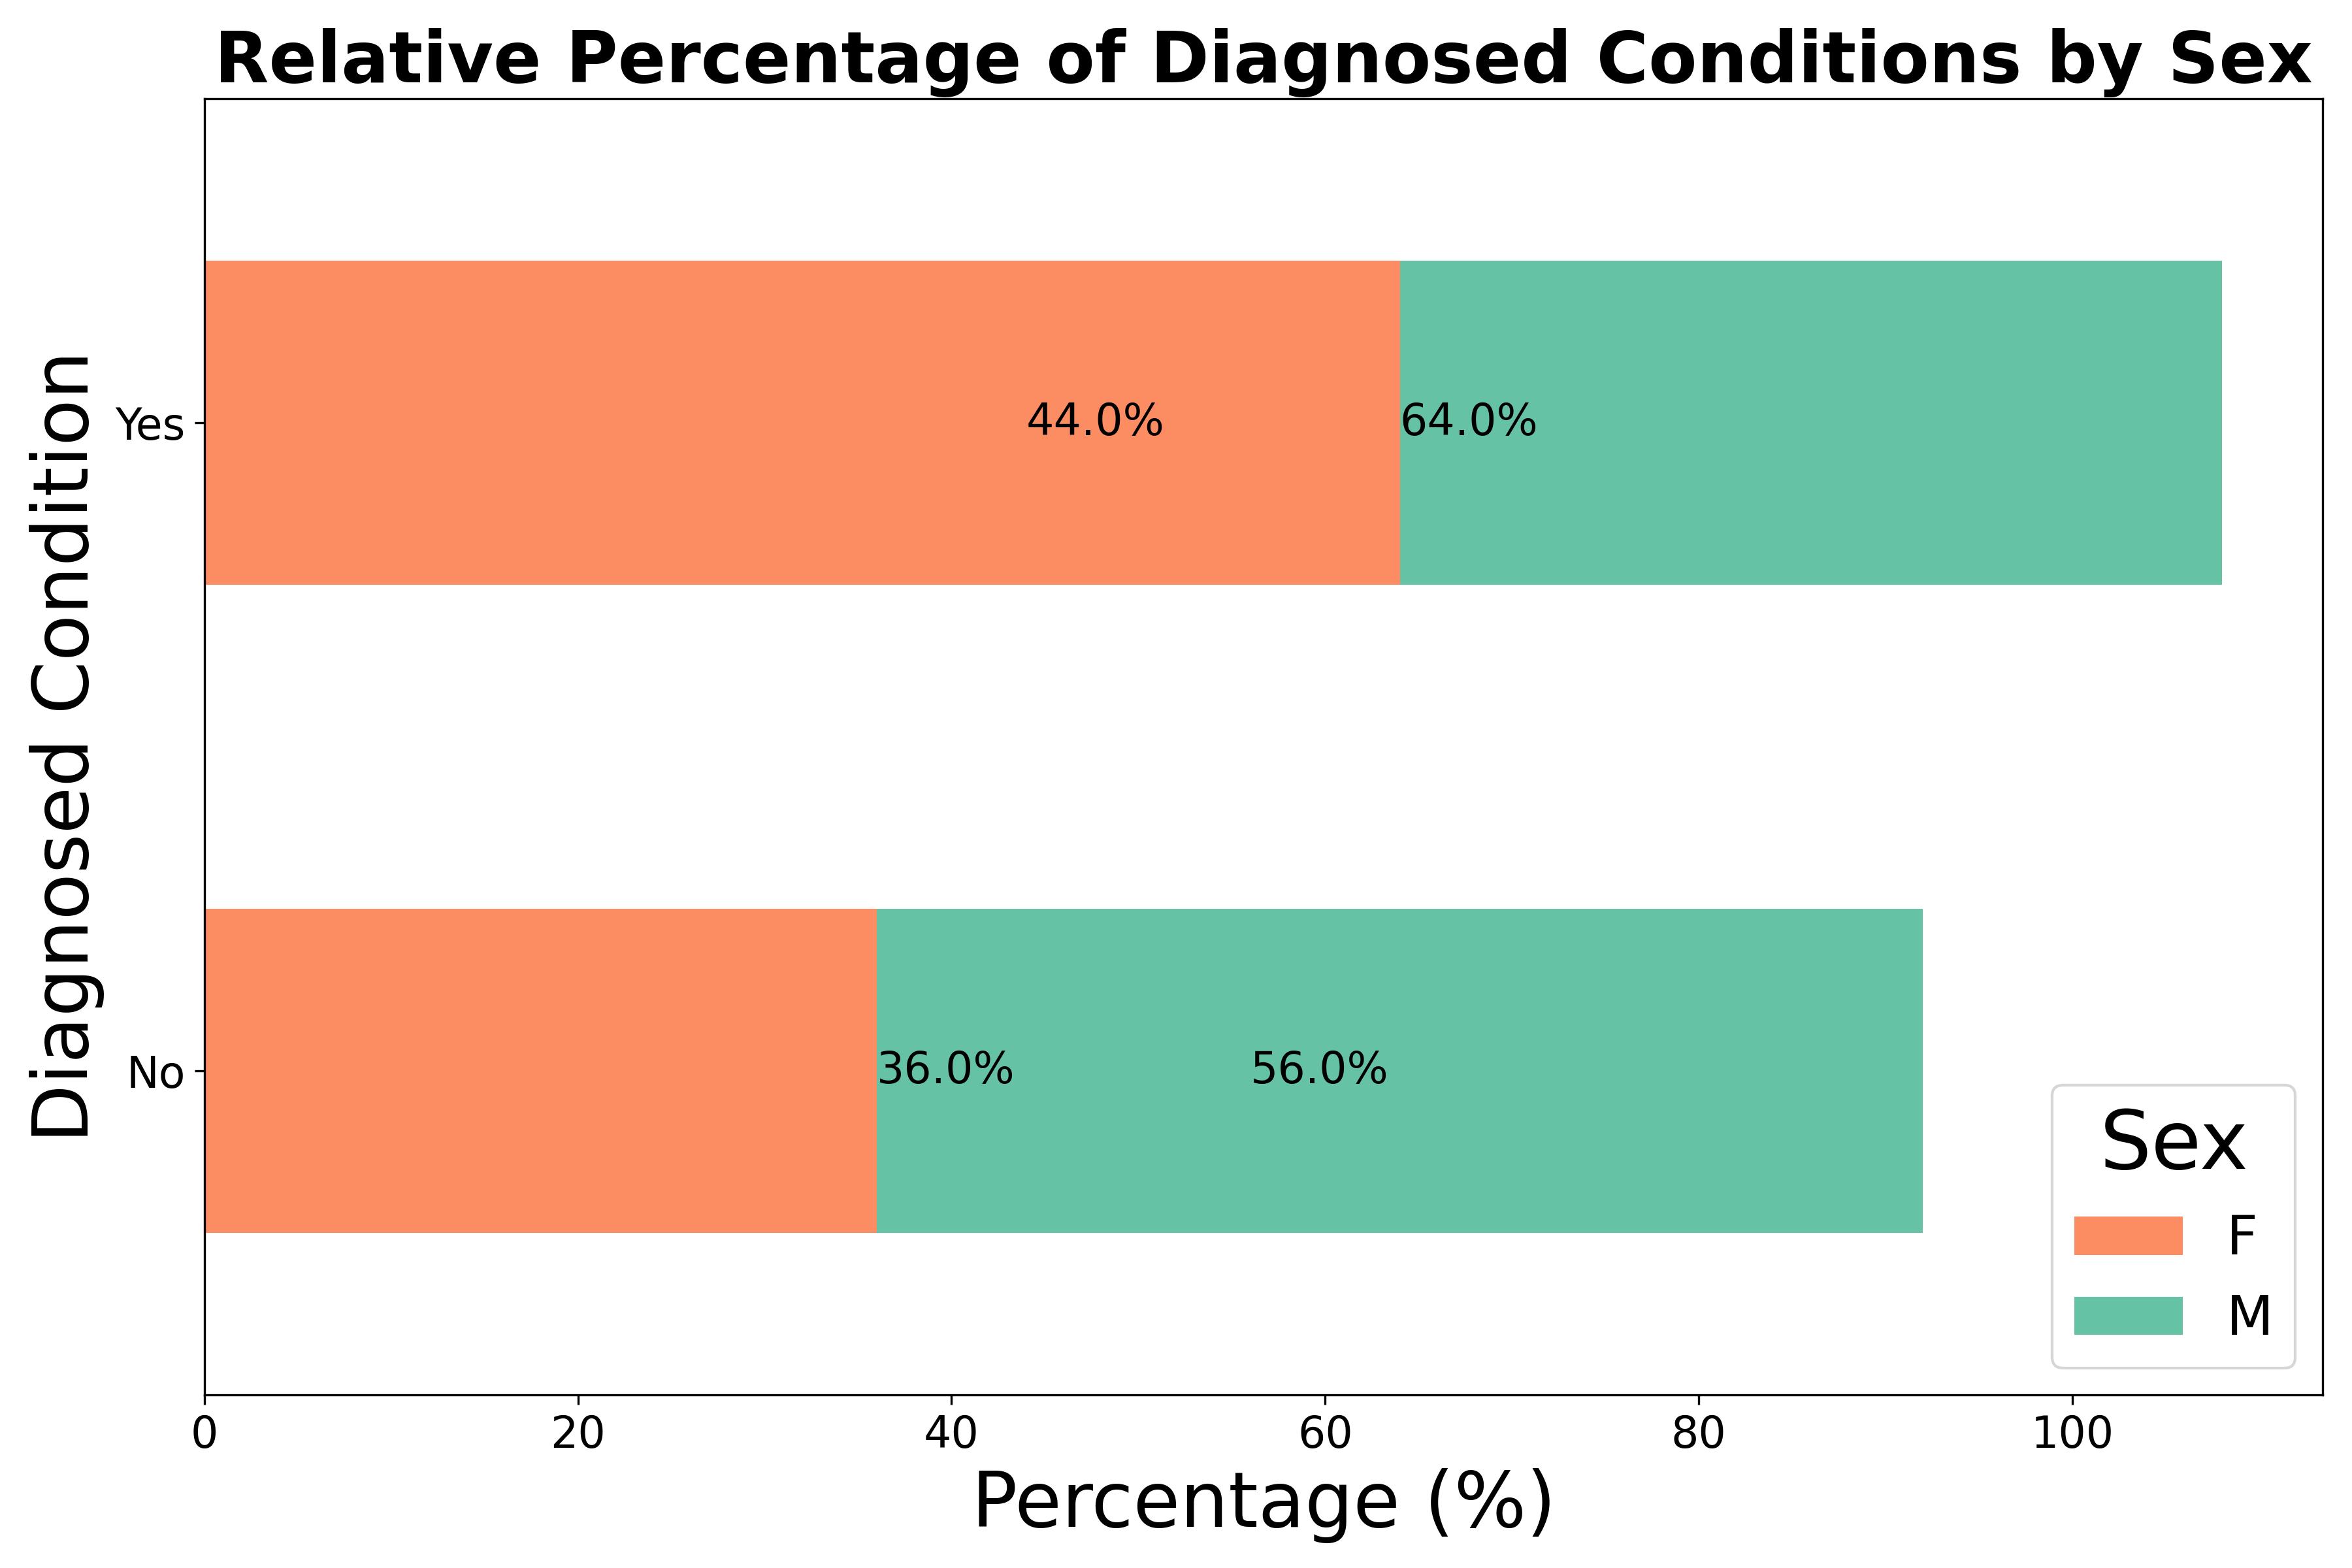 Relative Percentage of Diagnosed Conditions by Sex
Diagnosed Condition
Yes
44.0%
64.0%
No
36.0%
56.0%
Sex
F
M
0
20
40
60
80
100
Percentage (%)